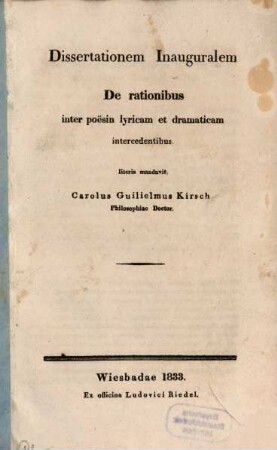 Dissertationem Inauguralem
De rationibus
inter poësin lyricam et dramaticam
intercedentibus
literis mandavit.
Carolus Guilielmus Kirsch
Philosophiae Doctor.
Wiesbadae 1833.
Ex officina Ludovici Riedel.